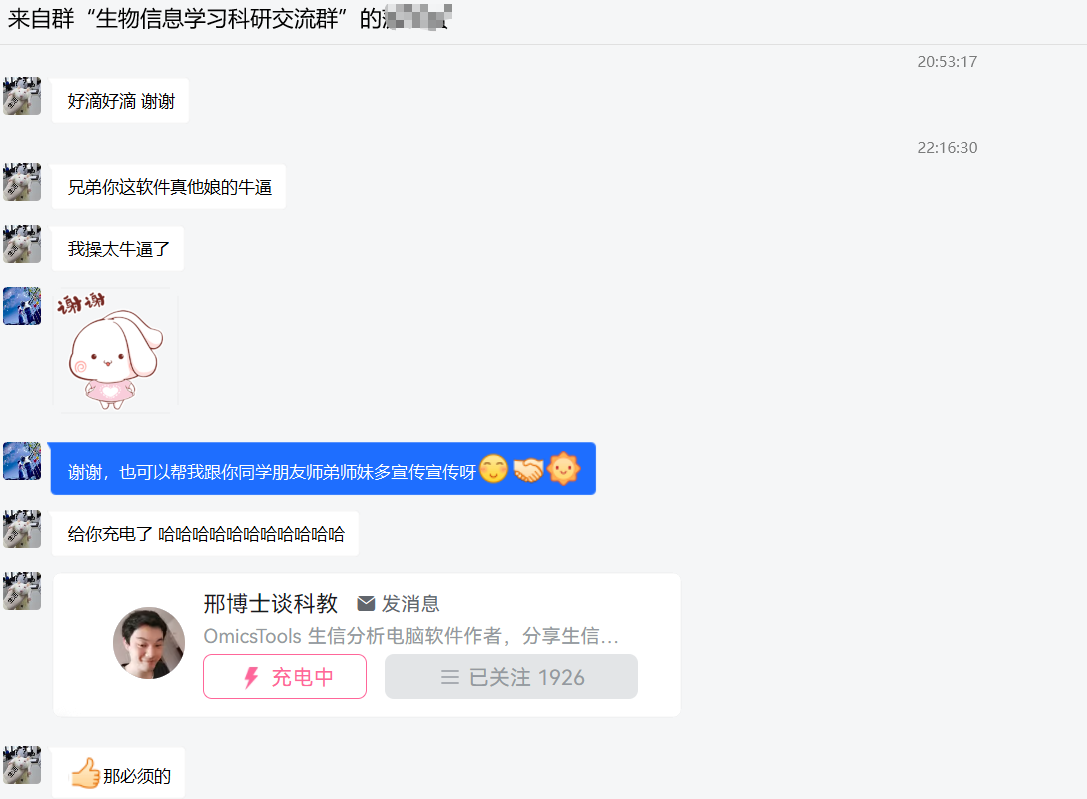 来自群“生物信息学习科研交流群”的
20:53:17
好滴好滴 谢谢
22:16:30
兄弟你这软件真他娘的牛逼
我操太牛逼了
谢谢
谢谢，也可以帮我跟你同学朋友师弟师妹多宣传宣传呀
给你充电了 哈哈哈哈哈哈哈哈哈哈哈
邢博士谈科教 发消息
OmicsTools 生信分析电脑软件作者，分享生信…
充电中 已关注 1926
那必须的